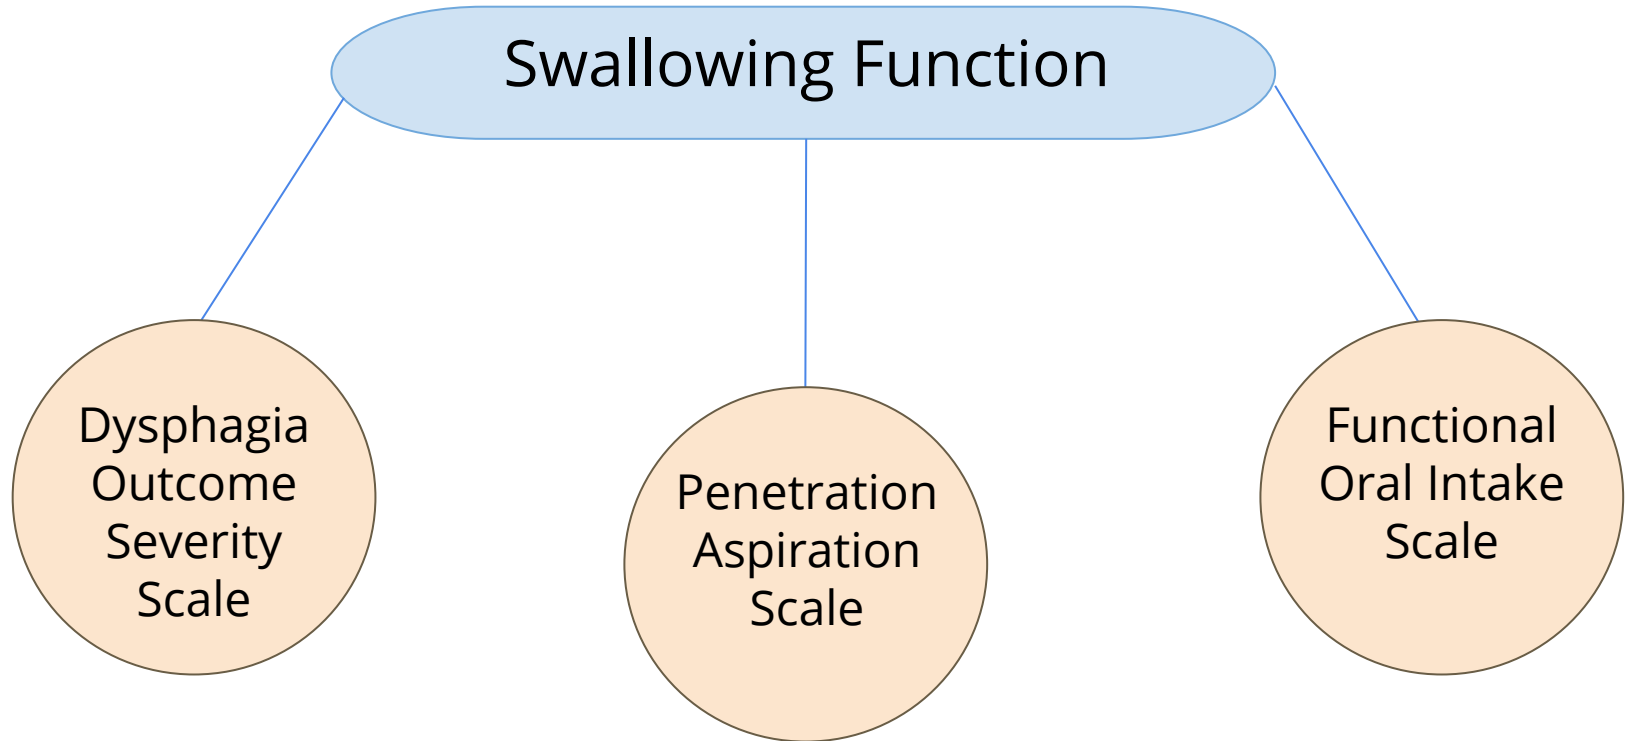 Swallowing Function
Dysphagia
Outcome
Severity
Scale
Penetration
Aspiration
Scale
Functional
Oral Intake
Scale